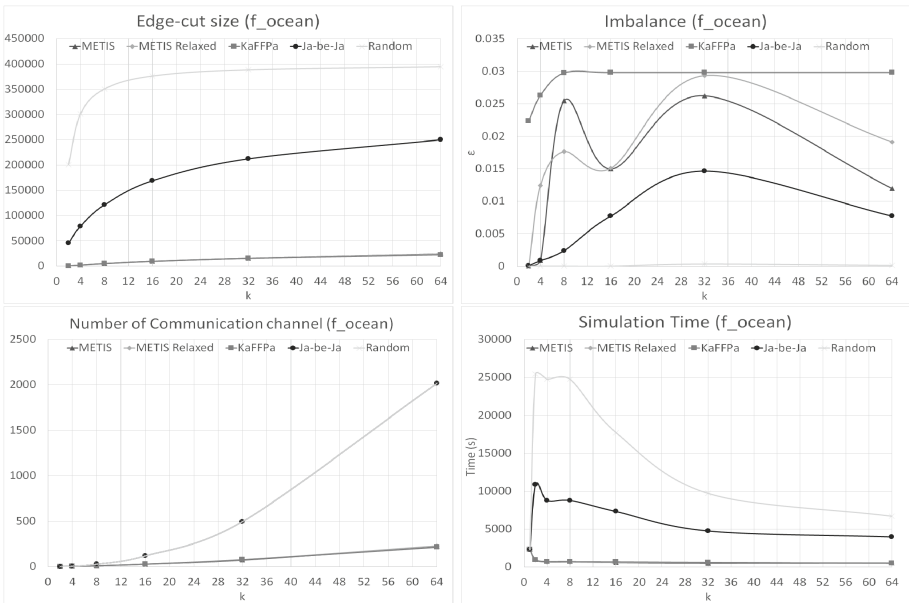 Edge-cut size (f_ocean)
METIS METIS Relaxed KaFFPa Ja-be-Ja Random
450000
400000
350000
300000
250000
200000
150000
100000
50000
0
0 4 8 12 16 20 24 28 32 36 40 44 48 52 56 60 64
k
Imbalance (f_ocean)
METIS METIS Relaxed KaFFPa Ja-be-Ja Random
0.035
0.03
0.025
0.02
0.015
0.01
0.005
0
ε
0 4 8 12 16 20 24 28 32 36 40 44 48 52 56 60 64
k
Number of Communication channel (f_ocean)
METIS METIS Relaxed KaFFPa Ja-be-Ja Random
2500
2000
1500
1000
500
0
0 4 8 12 16 20 24 28 32 36 40 44 48 52 56 60 64
k
Simulation Time (f_ocean)
METIS METIS Relaxed KaFFPa Ja-be-Ja Random
30000
25000
20000
15000
10000
5000
0
Time (s)
0 4 8 12 16 20 24 28 32 36 40 44 48 52 56 60 64
k